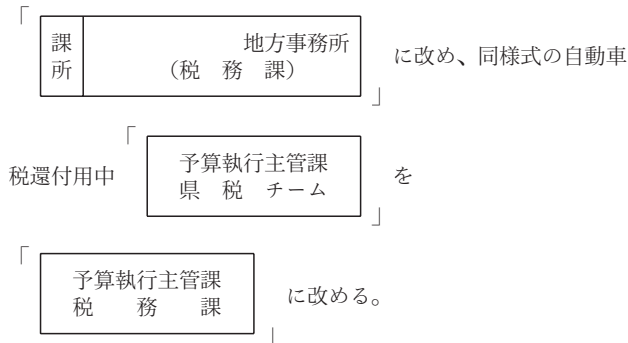 「
課 地方事務所
所 (税 務 課)
」
に改め、同様式の自動車
税還付用中
「
予算執行主管課
県 税 チーム
」
を
「
予算執行主管課
税 務 課
」
に改める。